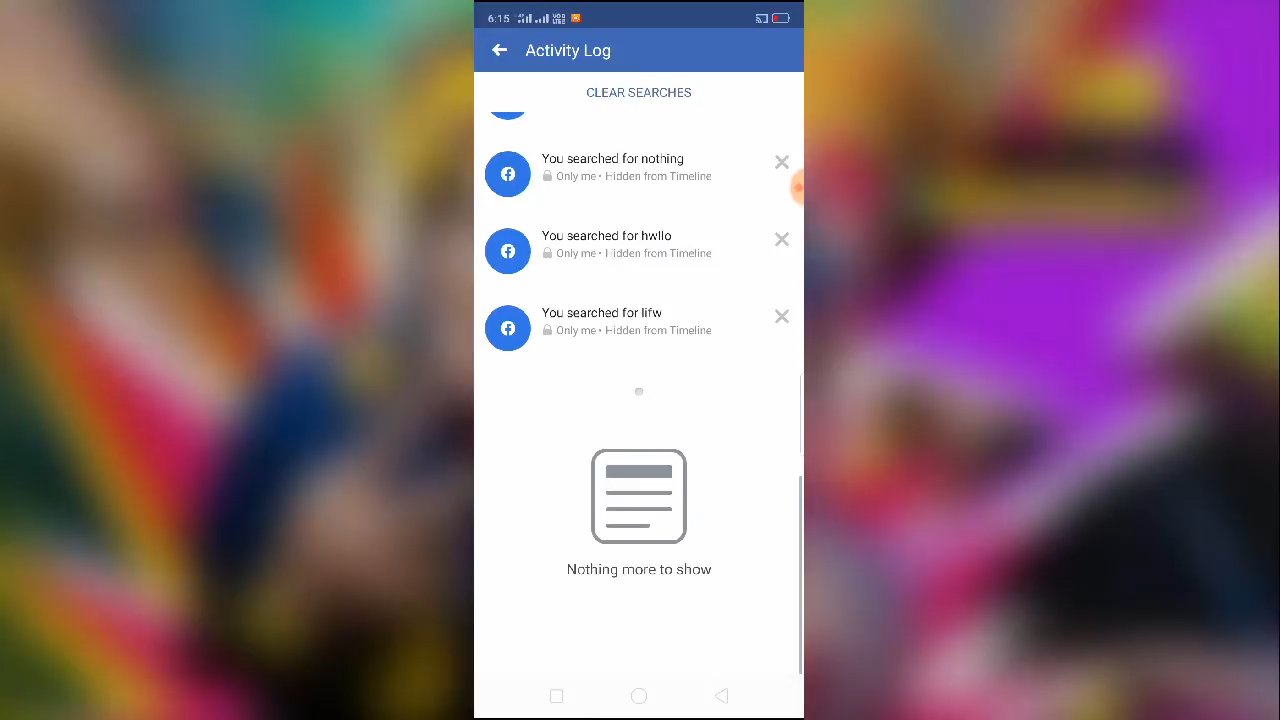 6:15
Activity Log
CLEAR SEARCHES
You searched for nothing
Only me • Hidden from Timeline
You searched for hwllo
Only me • Hidden from Timeline
You searched for lifw
Only me • Hidden from Timeline
Nothing more to show